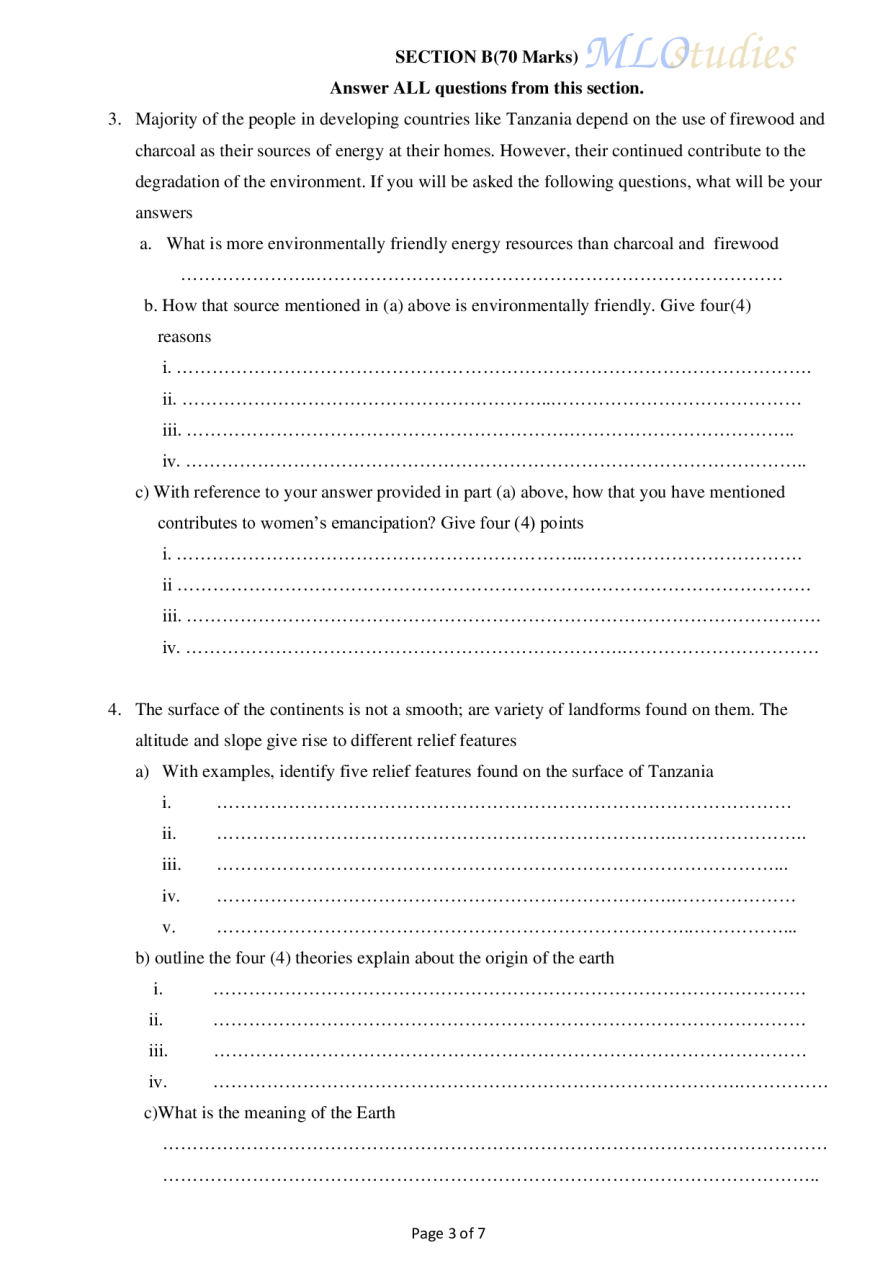 SECTION B(70 Marks) MLOstudies
Answer ALL questions from this section.
3. Majority of the people in developing countries like Tanzania depend on the use of firewood and
charcoal as their sources of energy at their homes. However, their continued contribute to the
degradation of the environment. If you will be asked the following questions, what will be your
answers
a. What is more environmentally friendly energy resources than charcoal and firewood
…………………..……………………………………………………………………
b. How that source mentioned in (a) above is environmentally friendly. Give four(4)
reasons
i. …………………………………………………………………………………………….
ii. ……………………………………………………...……………………………………
iii. ……………………………………………………….………………………………..
iv. …………………………………………………………………………………………..
c) With reference to your answer provided in part (a) above, how that you have mentioned
contributes to women’s emancipation? Give four (4) points
i. …………………………………………………………...……………………………….
ii …………………………………………………………….………………………………
iii. …………………………………………………………………………………………….
iv. ……………………………………………………………….……………………………
4. The surface of the continents is not a smooth; are variety of landforms found on them. The
altitude and slope give rise to different relief features
a) With examples, identify five relief features found on the surface of Tanzania
i. ……………………………………………………………………………………
ii. ………………………………………………………………….………………….
iii. …………………………………………………………………………………...
iv. ………………………………………………………………….…………………
v. ……………………………………………………………………..……………...
b) outline the four (4) theories explain about the origin of the earth
i. ………………………………………………………………………………………
ii. ………………………………………………………………………………………
iii. ………………………………………………………………………………………
iv. …………………………………………………………………………….……………
c)What is the meaning of the Earth
…………………………………………………………………………………………………
………………………………………………………………………………………………..
Page 3 of 7